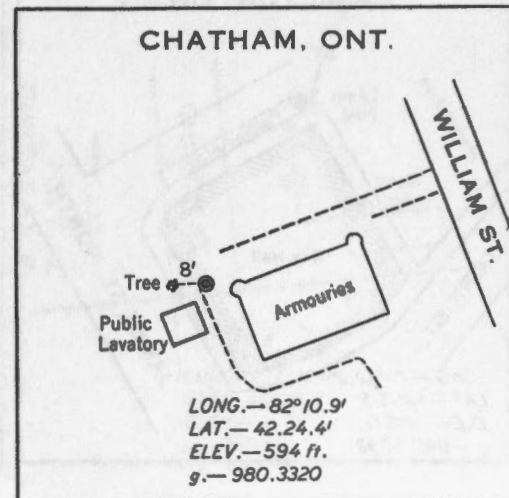 CHATHAM, ONT.
WILLIAM ST.
8'
Tree
Armouries
Public
Lavatory
LONG.— 82°10.9'
LAT.— 42.24.4'
ELEV.— 594 ft.
g.— 980.3320